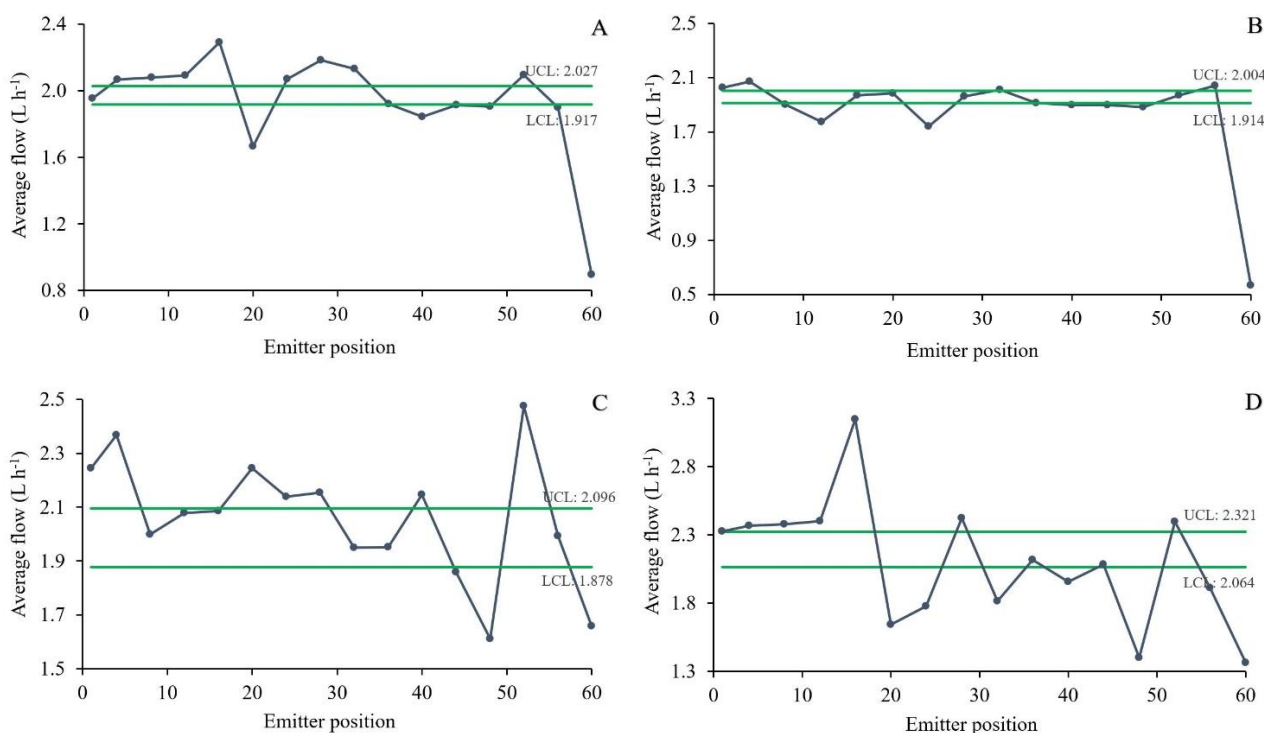 A
2.4
2.0
1.6
1.2
0.8
Average flow (L h-1)
UCL: 2.027
LCL: 1.917
0 10 20 30 40 50 60
Emitter position
B
2.5
2.1
1.7
1.3
0.9
0.5
Average flow (L h-1)
UCL: 2.004
LCL: 1.914
0 10 20 30 40 50 60
Emitter position
C
2.5
2.3
2.1
1.9
1.7
1.5
Average flow (L h-1)
UCL: 2.096
LCL: 1.878
0 10 20 30 40 50 60
Emitter position
D
3.3
2.8
2.3
1.8
1.3
Average flow (L h-1)
UCL: 2.321
LCL: 2.064
0 10 20 30 40 50 60
Emitter position